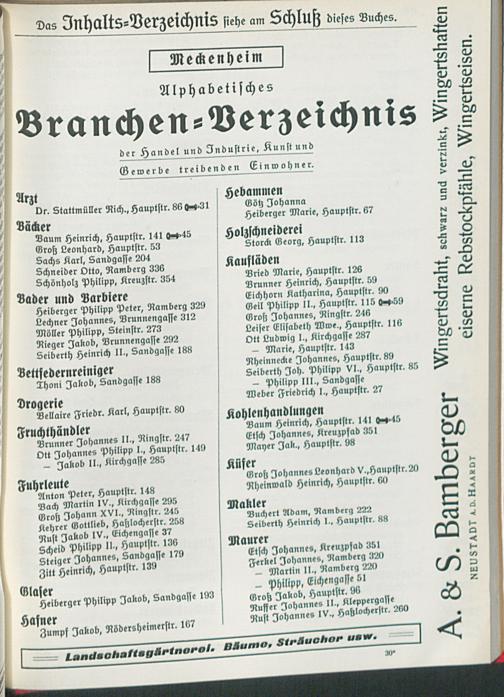 Das Inhalts-Verzeichnis siehe am Schluß dieses Buches.
Meckenheim
Alphabetisches
Branchen-Verzeichnis
der Handel und Industrie, Kunst und
Gewerbe treibenden Einwohner.
Arzt
Dr. Stattmüller Rich., Hauptstr. 86 31
Bäcker
Baum Heinrich, Hauptstr. 141 45
Groß Leonhard, Hauptstr. 53
Sachs Karl, Sandgasse 204
Schneider Otto, Ramberg 336
Schönholz Philipp, Kreuzstr. 354
Bader und Barbiere
Heiberger Philipp Peter, Ramberg 329
Lechner Johannes, Brunnengasse 312
Möller Philipp, Steinstr. 273
Rieger Jakob, Brunnengasse 292
Seiberth Heinrich II., Sandgasse 188
Bettfedernreiniger
Thoni Jakob, Sandgasse 188
Drogerie
Bellaire Friedr. Karl, Hauptstr. 80
Fruchthändler
Brunner Johannes II., Ringstr. 247
Ott Johannes Philipp I., Hauptstr. 149
— Jakob II., Kirchgasse 285
Fuhrleute
Anton Peter, Hauptstr. 148
Bach Martin IV., Kirchgasse 295
Groß Johann XVI., Ringstr. 245
Kehrer Gottlieb, Haßlocherstr. 258
Rust Jakob IV., Eichengasse 37
Scheid Philipp II., Hauptstr. 136
Steiger Johannes, Sandgasse 179
Zitt Heinrich, Hauptstr. 139
Glaser
Heiberger Philipp Jakob, Sandgasse 193
Hafner
Zumpf Jakob, Rödersheimerstr. 167
Hebammen
Götz Johanna
Heiberger Marie, Hauptstr. 67
Holzschneiderei
Storck Georg, Hauptstr. 113
Kaufläden
Bried Marie, Hauptstr. 126
Brunner Heinrich, Hauptstr. 59
Eichhorn Katharina, Hauptstr. 90
Geil Philipp II., Hauptstr. 115 59
Groß Johannes, Ringstr. 246
Leiser Elisabeth Wwe., Hauptstr. 116
Ott Ludwig I., Kirchgasse 287
— Marie, Hauptstr. 143
Rheinnecke Johannes, Hauptstr. 89
Seiberth Joh. Philipp VI., Hauptstr. 85
— Philipp III., Sandgasse
Weber Friedrich I., Hauptstr. 27
Kohlenhandlungen
Baum Heinrich, Hauptstr. 141 45
Etsch Johannes, Kreuzpfad 351
Mayer Jak., Hauptstr. 98
Küfer
Groß Johannes Leonhard V., Hauptstr. 20
Rheinwald Heinrich, Hauptstr. 60
Makler
Buchert Adam, Ramberg 222
Seiberth Heinrich I., Hauptstr. 88
Maurer
Etsch Johannes, Kreuzpfad 351
Ferkel Johannes, Ramberg 320
— Martin II., Ramberg 220
— Philipp, Eichengasse 51
Groß Jakob, Hauptstr. 96
Ruffer Johannes II., Kleppergasse
Rust Johannes IV., Haßlocherstr. 260
Landschaftsgärtnerei. Bäume, Sträucher usw.
30*
A. & S. Bamberger
NEUSTADT A. D. HAARDT
Wingertsdraht, schwarz und verzinkt, Wingertshaften
eiserne Rebstockpfähle, Wingertseisen.